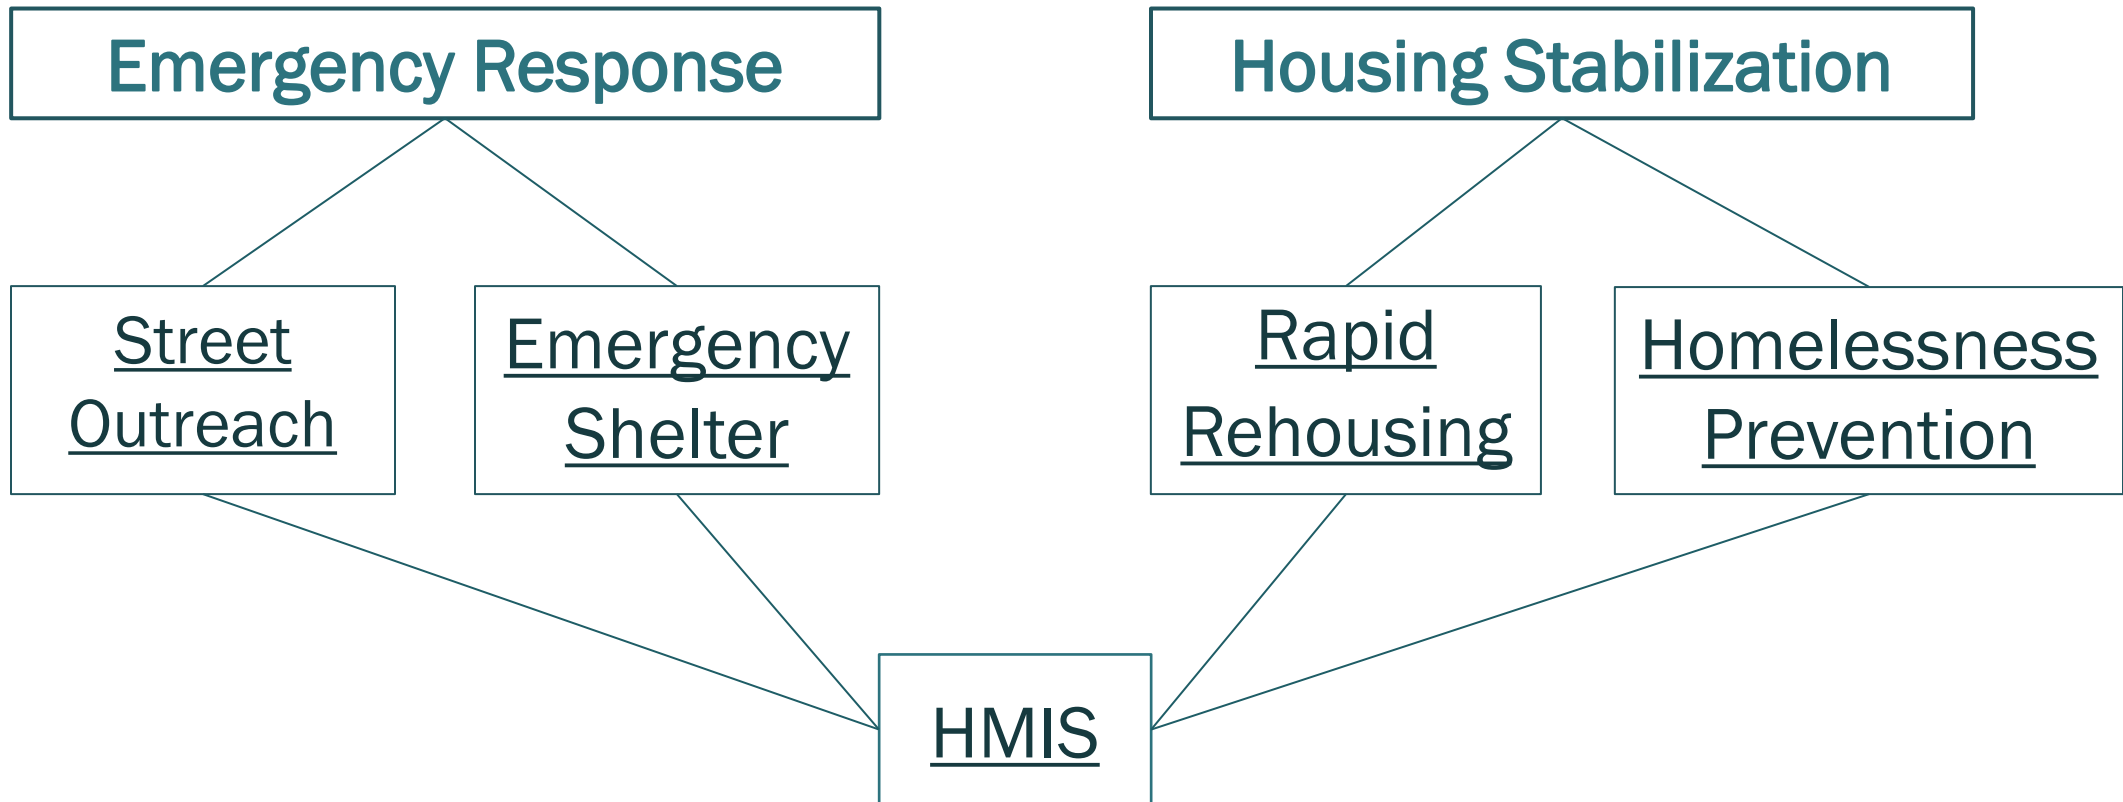 Emergency Response
Housing Stabilization
Street
Outreach
Emergency
Shelter
Rapid
Rehousing
Homelessness
Prevention
HMIS